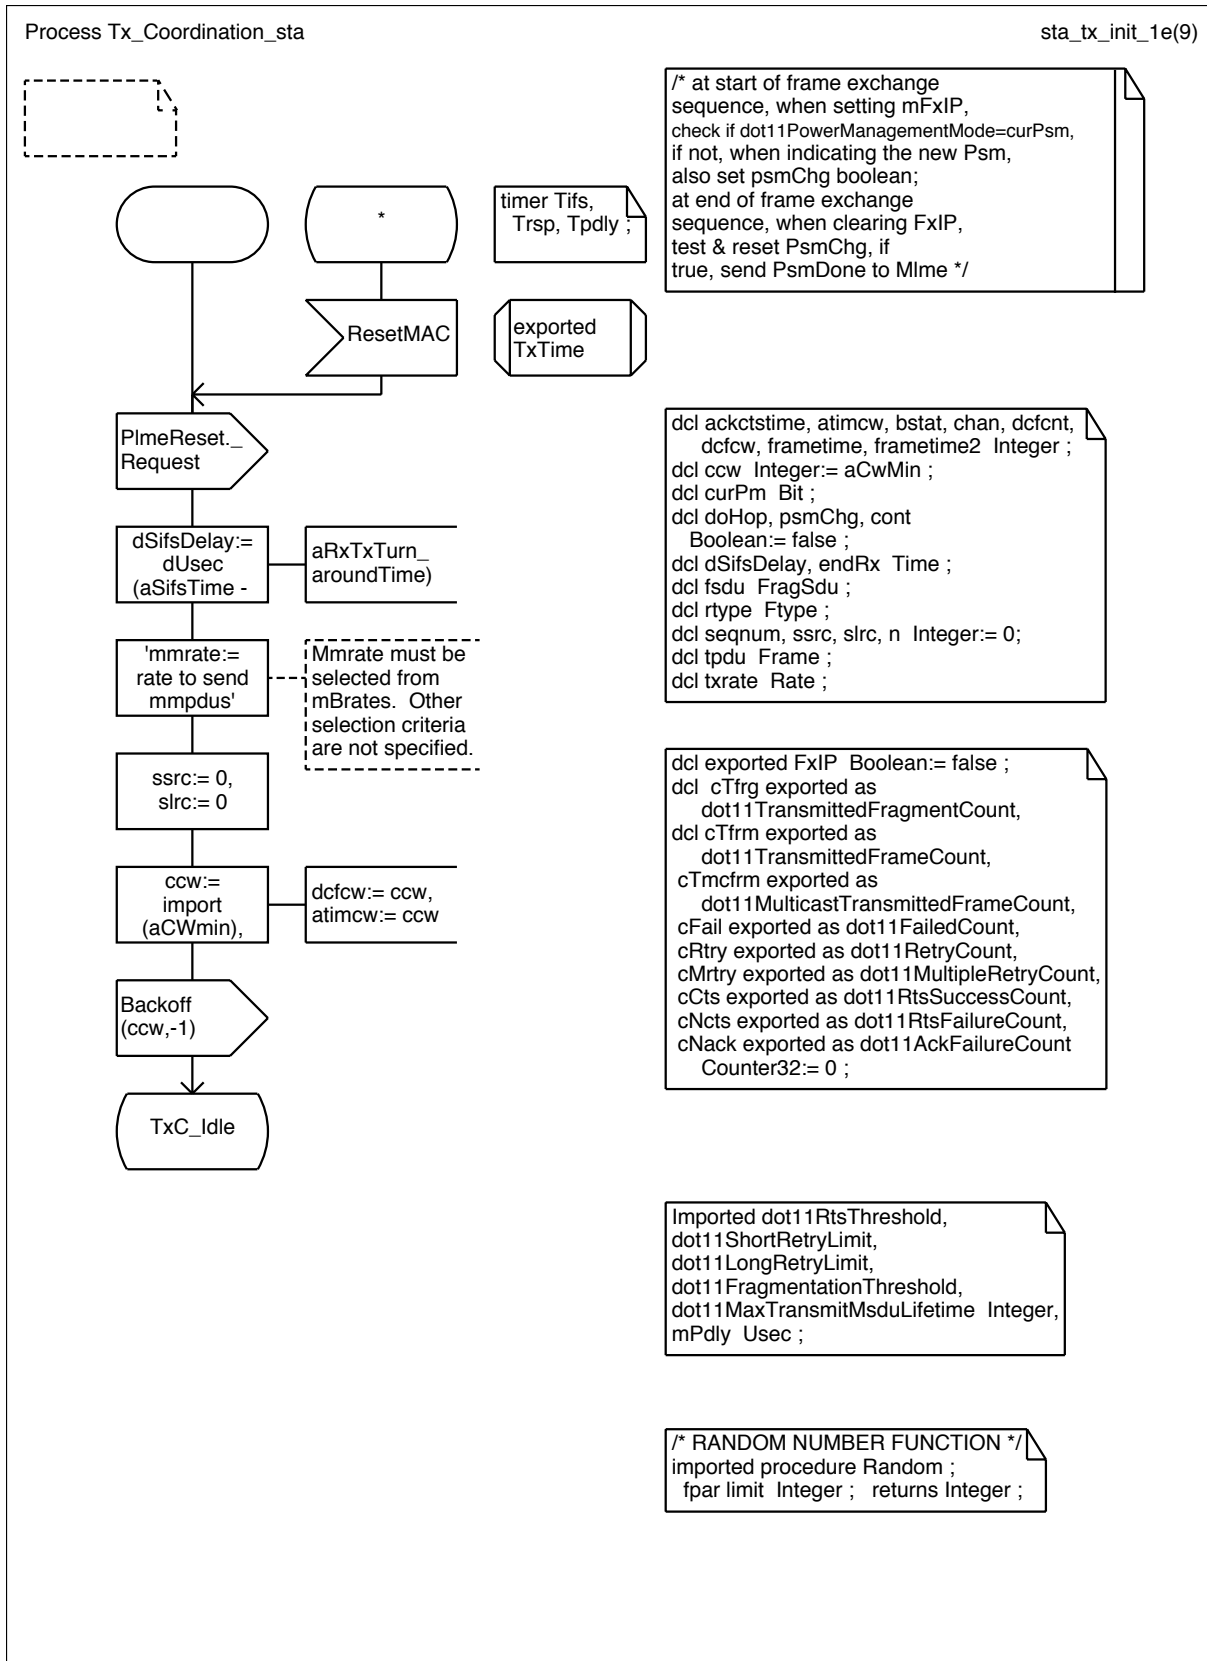 Process Tx_Coordination_sta
sta_tx_init_1e(9)
*
ResetMAC
PlmeReset._
Request
dSifsDelay:=
dUsec
(aSifsTime -
aRxTxTurn_
aroundTime)
'mmrate:=
rate to send
mmpdus'
Mmrate must be
selected from
mBrates.  Other
selection criteria
are not specified.
ssrc:= 0,
slrc:= 0
ccw:=
import
(aCWmin),
dcfcw:= ccw,
atimcw:= ccw
Backoff
(ccw,-1)
TxC_Idle
timer Tifs,
Trsp, Tpdly ;
exported
TxTime
/* at start of frame exchange
sequence, when setting mFxIP,
check if dot11PowerManagementMode=curPsm,
if not, when indicating the new Psm,
also set psmChg boolean;
at end of frame exchange
sequence, when clearing FxIP,
test & reset PsmChg, if
true, send PsmDone to Mlme */
dcl ackctstime, atimcw, bstat, chan, dcfcnt,
dcfcw, frametime, frametime2  Integer ;
dcl ccw  Integer:= aCwMin ;
dcl curPm  Bit ;
dcl doHop, psmChg, cont
Boolean:= false ;
dcl dSifsDelay, endRx  Time ;
dcl fsdu  FragSdu ;
dcl rtype  Ftype ;
dcl seqnum, ssrc, slrc, n  Integer:= 0;
dcl tpdu  Frame ;
dcl txrate  Rate ;
dcl exported FxIP  Boolean:= false ;
dcl  cTfrg exported as
dot11TransmittedFragmentCount,
dcl cTfrm exported as
dot11TransmittedFrameCount,
cTmcfrm exported as
dot11MulticastTransmittedFrameCount,
cFail exported as dot11FailedCount,
cRtry exported as dot11RetryCount,
cMrtry exported as dot11MultipleRetryCount,
cCts exported as dot11RtsSuccessCount,
cNcts exported as dot11RtsFailureCount,
cNack exported as dot11AckFailureCount
Counter32:= 0 ;
Imported dot11RtsThreshold,
dot11ShortRetryLimit,
dot11LongRetryLimit,
dot11FragmentationThreshold,
dot11MaxTransmitMsduLifetime  Integer,
mPdly  Usec ;
/* RANDOM NUMBER FUNCTION */
imported procedure Random ;
fpar limit  Integer ;   returns Integer ;